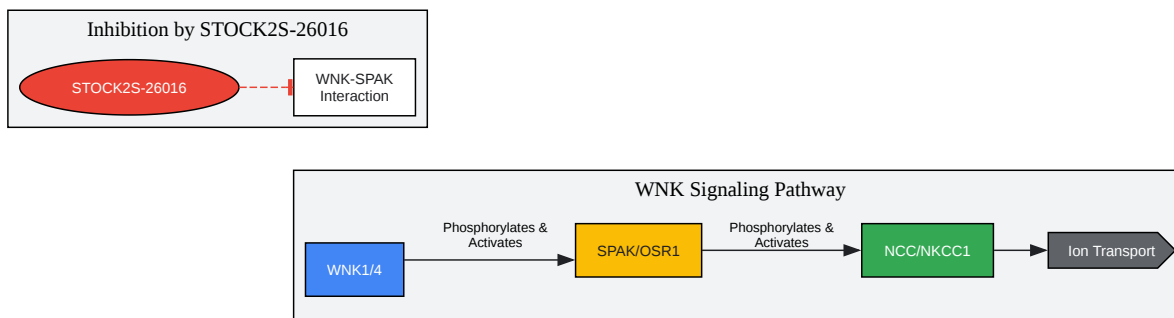 Inhibition by STOCK2S-26016
STOCK2S-26016
WNK-SPAK
Interaction
WNK Signaling Pathway
Phosphorylates &
Activates
Phosphorylates &
Activates
WNK1/4
SPAK/OSR1
NCC/NKCC1
Ion Transport